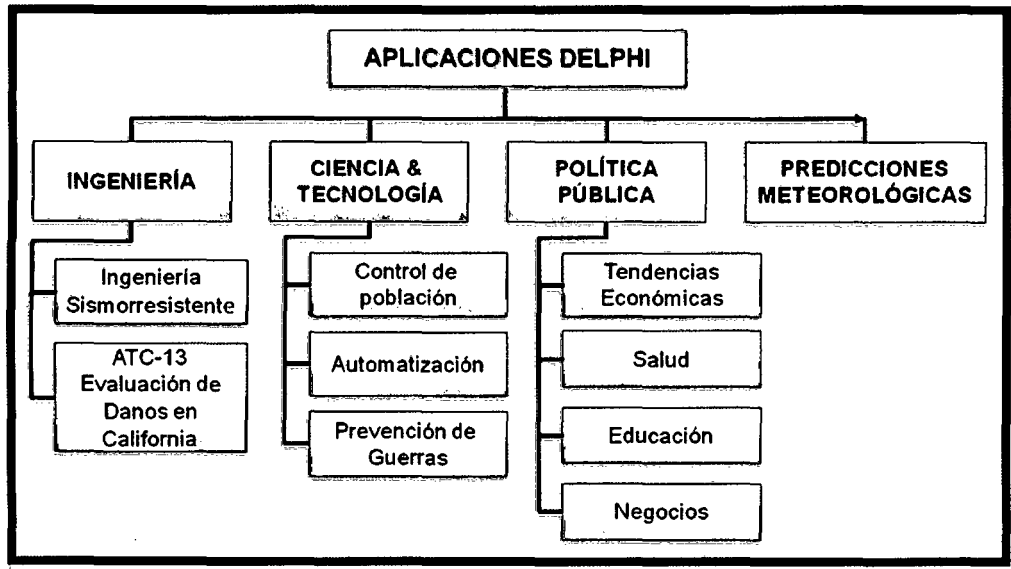 APLICACIONES DELPHI
INGENIERÍA
Ingeniería
Sismorresistente
ATC-13
Evaluación de
Danos en
California
CIENCIA &
TECNOLOGÍA
Control de
población
Automatización
Prevención de
Guerras
POLÍTICA
PÚBLICA
Tendencias
Económicas
Salud
Educación
Negocios
PREDICCIONES
METEOROLÓGICAS